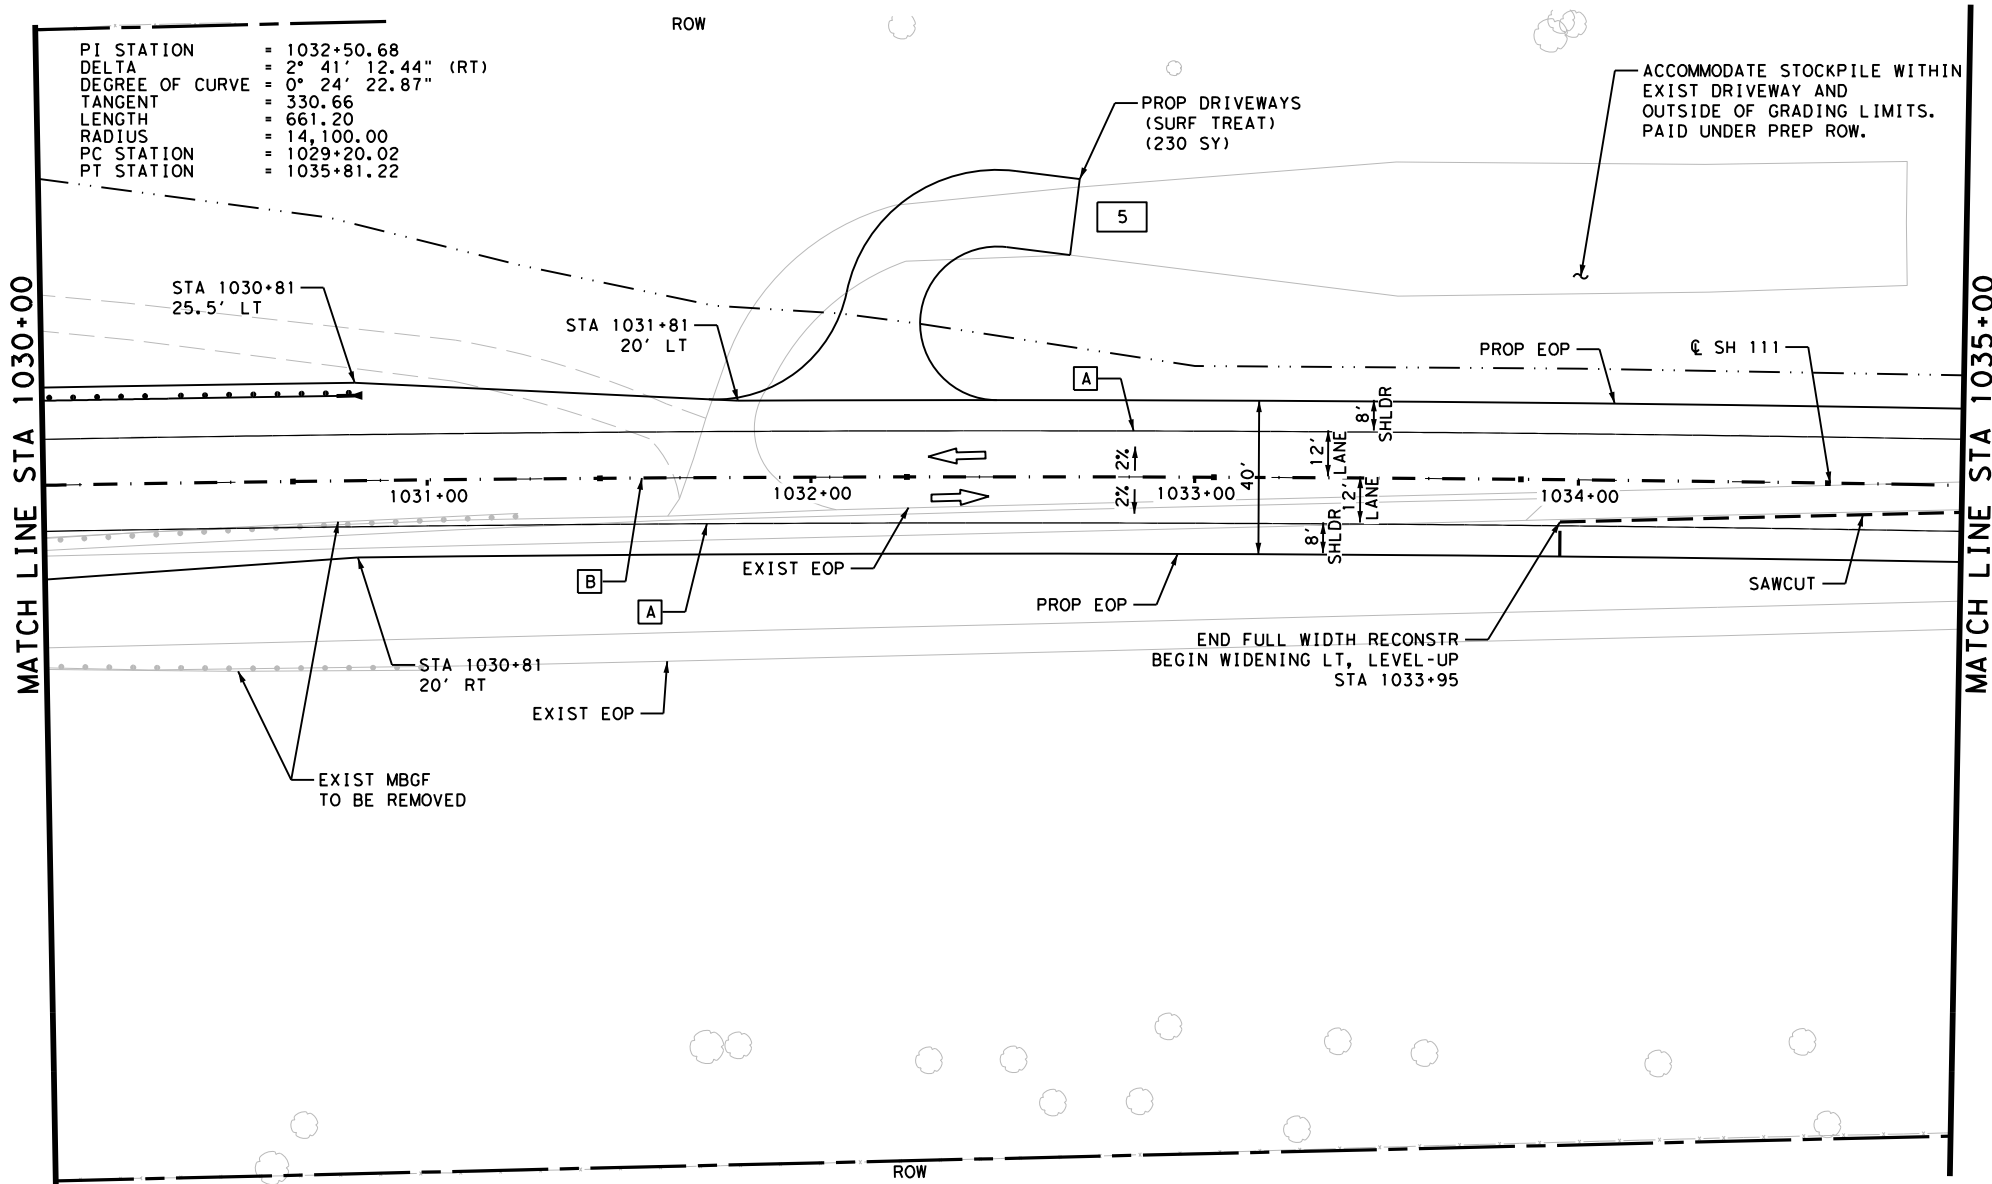 ROW
PI STATION = 1032+50.68
DELTA = 2° 41' 12.44" (RT)
DEGREE OF CURVE = 0° 24' 22.87"
TANGENT = 330.66
LENGTH = 661.20
RADIUS = 14,100.00
PC STATION = 1029+20.02
PT STATION = 1035+81.22
PROP DRIVEWAYS
(SURF TREAT)
(230 SY)
ACCOMMODATE STOCKPILE WITHIN
EXIST DRIVEWAY AND
OUTSIDE OF GRADING LIMITS.
PAID UNDER PREP ROW.
5
STA 1030+81
25.5' LT
STA 1031+81
20' LT
PROP EOP
℄ SH 111
A
MATCH LINE STA 1030+00
MATCH LINE STA 1035+00
8'
SHLDR
12'
LANE
2%
2%
40'
12'
LANE
8'
SHLDR
1031+00
1032+00
1033+00
1034+00
B
A
EXIST EOP
PROP EOP
SAWCUT
END FULL WIDTH RECONSTR
BEGIN WIDENING LT, LEVEL-UP
STA 1033+95
STA 1030+81
20' RT
EXIST EOP
EXIST MBGF
TO BE REMOVED
ROW